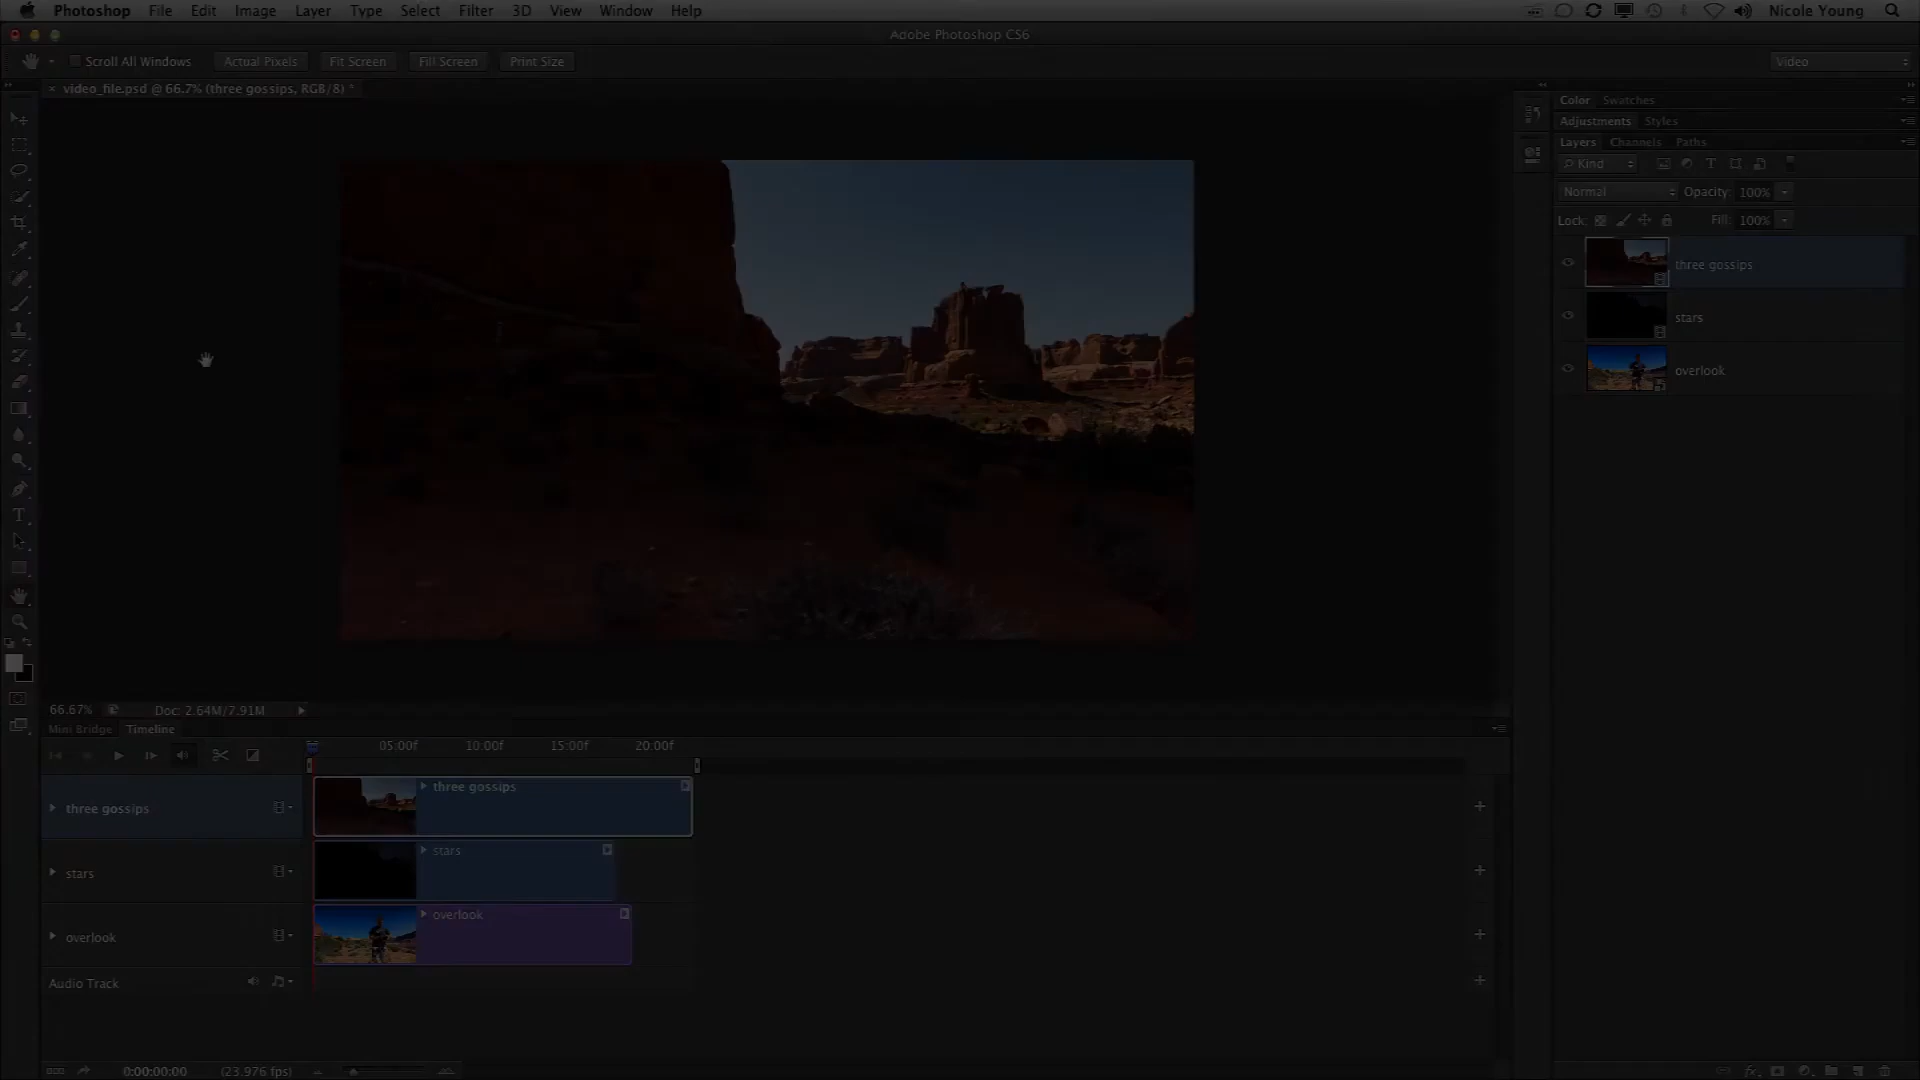 Photoshop File Edit Image Layer Type Select Filter 3D View Window Help Nicole Young
Adobe Photoshop CS6
Scroll All Windows Actual Pixels Fit Screen Fill Screen Print Size Video
× video_file.psd @ 66.7% (three gossips, RGB/8) *
Color Swatches
Adjustments Styles
Layers Channels Paths
Kind
Normal Opacity: 100%
Lock: Fill: 100%
three gossips
stars
overlook
66.67% Doc: 2.64M/7.91M
Mini Bridge Timeline
05:00f 10:00f 15:00f 20:00f
three gossips
three gossips
stars
stars
overlook
overlook
Audio Track
0:00:00:00 (23.976 fps)